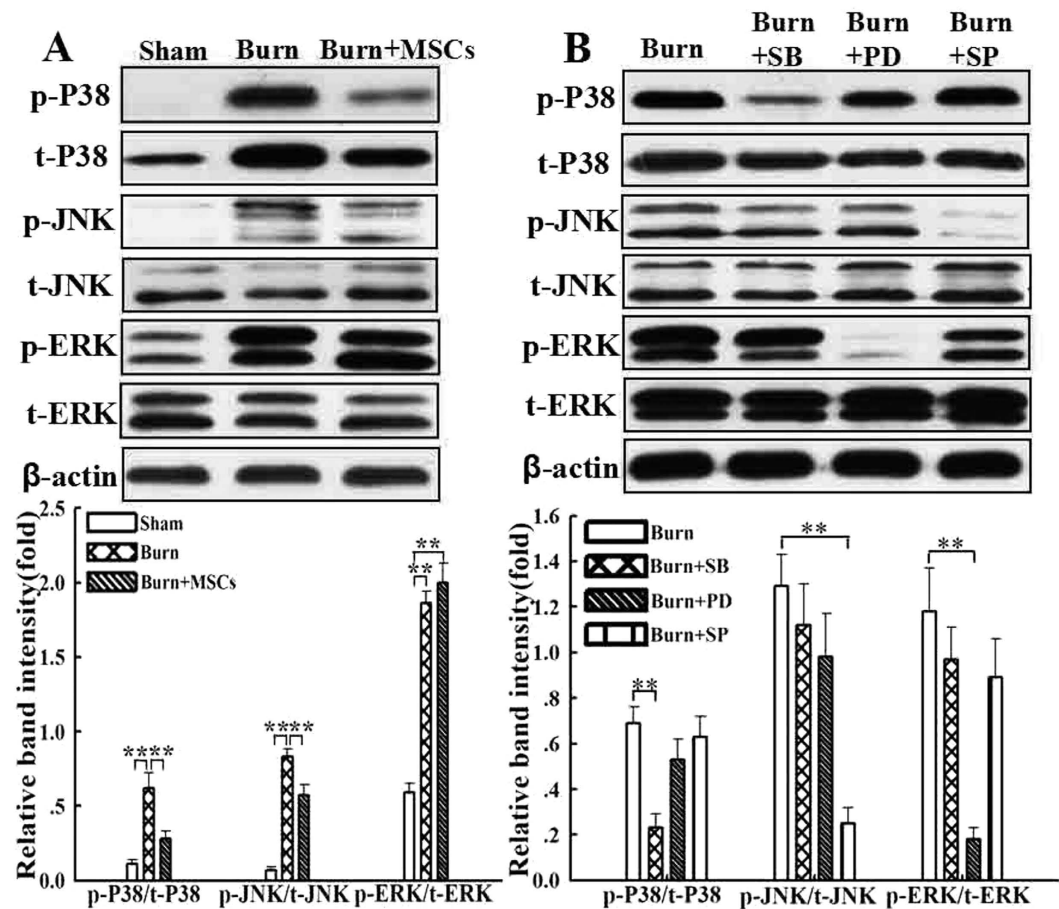 A
Sham Burn Burn+MSCs
p-P38
t-P38
p-JNK
t-JNK
p-ERK
t-ERK
β-actin
Relative band intensity(fold)
2.5
2.0
1.0
.5
0.0
Sham
Burn
Burn+MSCs
****
****
**
**
p-P38/t-P38 p-JNK/t-JNK p-ERK/t-ERK
B
Burn Burn +SB Burn +PD Burn +SP
p-P38
t-P38
p-JNK
t-JNK
p-ERK
t-ERK
β-actin
Relative band intensity(fold)
1.6
1.4
1.2
1.0
.8
.6
.4
.2
0.0
Burn
Burn+SB
Burn+PD
Burn+SP
**
**
**
p-P38/t-P38 p-JNK/t-JNK p-ERK/t-ERK